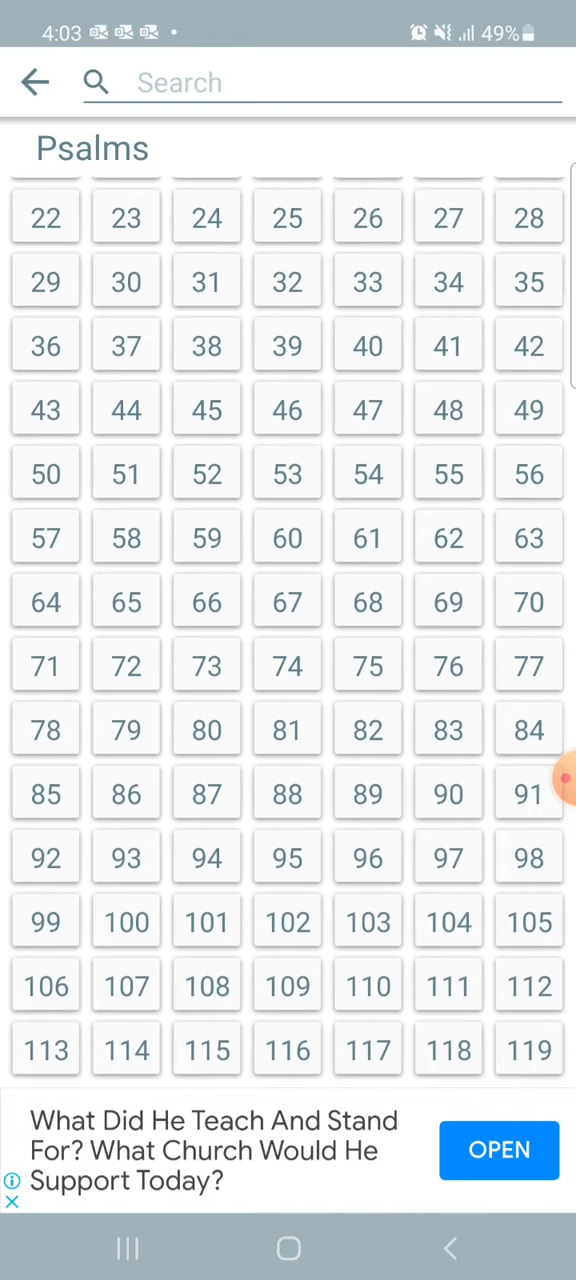 4:03 49%
Search
Psalms
22 23 24 25 26 27 28
29 30 31 32 33 34 35
36 37 38 39 40 41 42
43 44 45 46 47 48 49
50 51 52 53 54 55 56
57 58 59 60 61 62 63
64 65 66 67 68 69 70
71 72 73 74 75 76 77
78 79 80 81 82 83 84
85 86 87 88 89 90 91
92 93 94 95 96 97 98
99 100 101 102 103 104 105
106 107 108 109 110 111 112
113 114 115 116 117 118 119
What Did He Teach And Stand
For? What Church Would He
Support Today?
OPEN